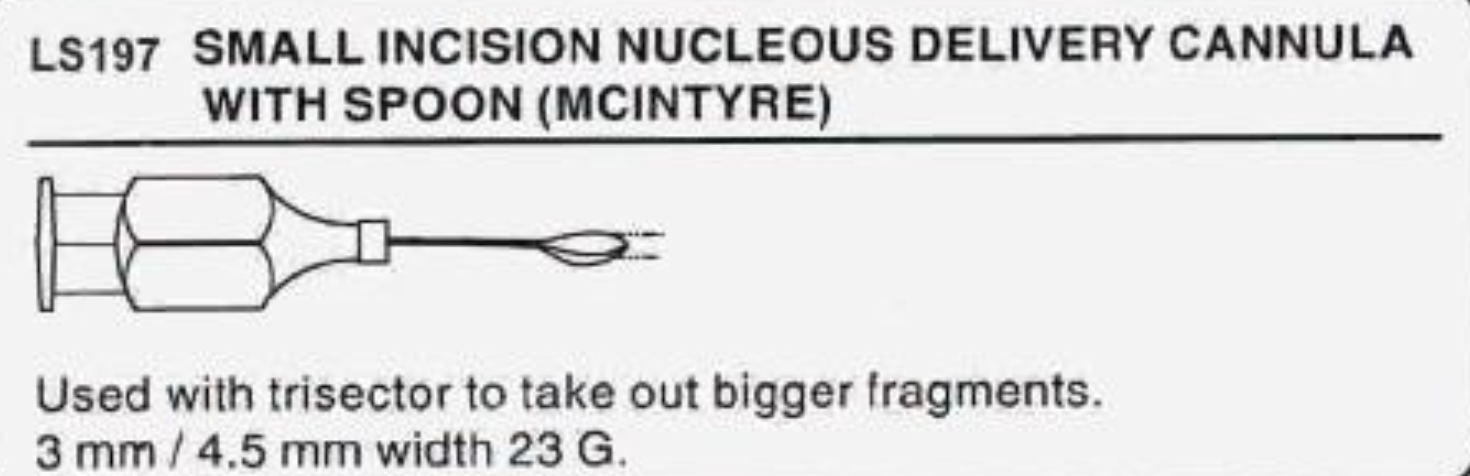 LS197 SMALL INCISION NUCLEOUS DELIVERY CANNULA
WITH SPOON (MCINTYRE)
Used with trisector to take out bigger fragments.
3 mm / 4.5 mm width 23 G.